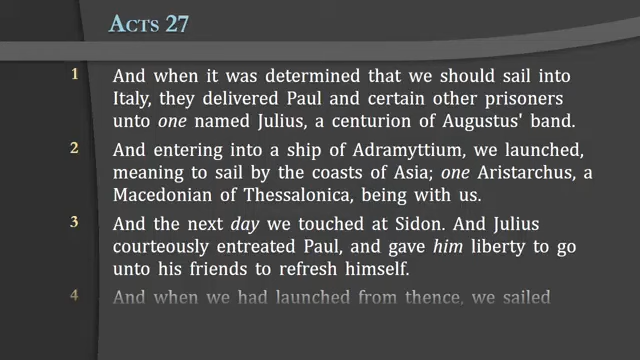 ACTS 27
1 And when it was determined that we should sail into
Italy, they delivered Paul and certain other prisoners
unto one named Julius, a centurion of Augustus' band.
2 And entering into a ship of Adramyttium, we launched,
meaning to sail by the coasts of Asia; one Aristarchus, a
Macedonian of Thessalonica, being with us.
3 And the next day we touched at Sidon. And Julius
courteously entreated Paul, and gave him liberty to go
unto his friends to refresh himself.
4 And when we had launched from thence, we sailed